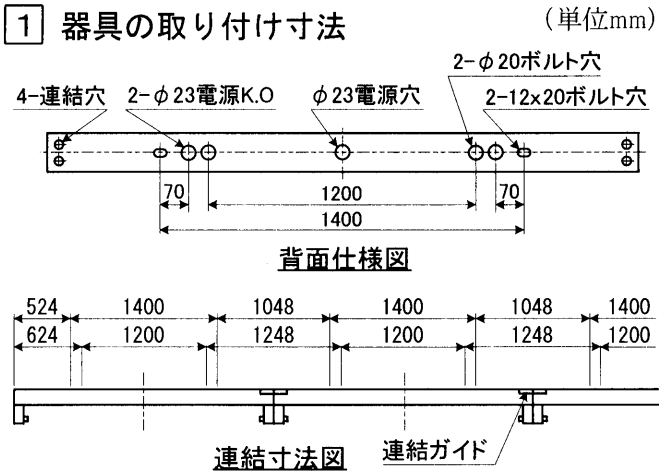 1 器具の取り付け寸法 (単位mm)
2-φ20ボルト穴
4-連結穴 2-φ23電源K.O φ23電源穴 2-12x20ボルト穴
70 1200 70
1400
背面仕様図
524 1400 1048 1400 1048 1400
624 1200 1248 1200 1248 1200
連結寸法図 連結ガイド